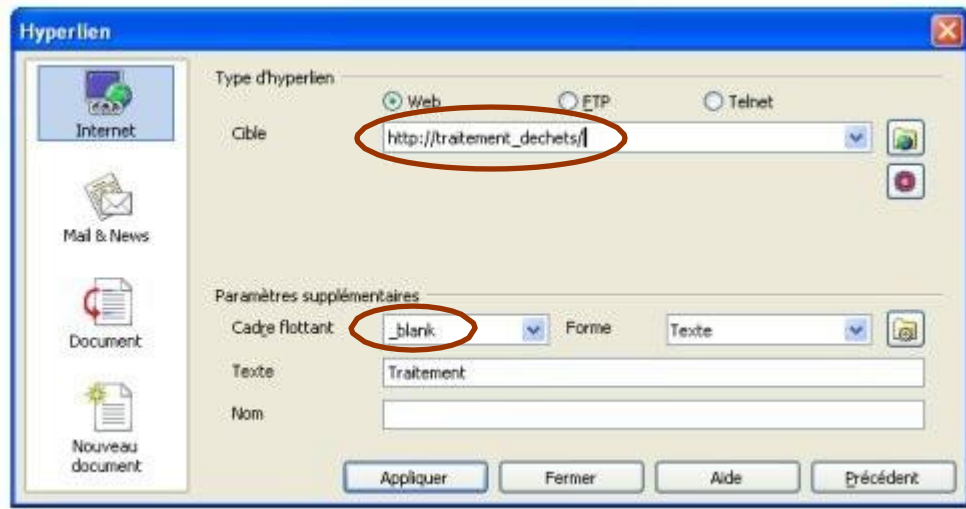 Hyperlien
Internet
Mail & News
Document
Nouveau
document
Type d'hyperlien
Web
FTP
Telnet
Cible
http://traitement_dechets/
Paramètres supplémentaires
Cadre flottant
_blank
Forme
Texte
Texte
Traitement
Nom
Appliquer
Fermer
Aide
Précédent